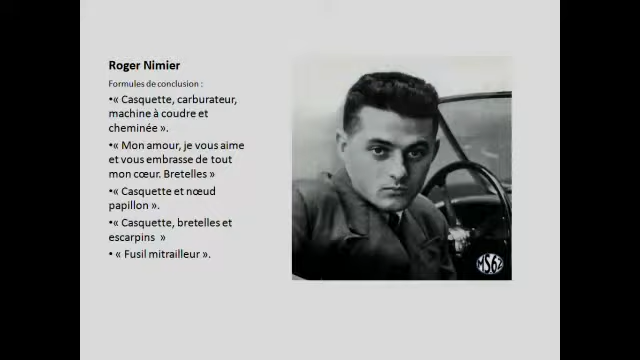 Roger Nimier
Formules de conclusion :
•« Casquette, carburateur,
machine à coudre et
cheminée ».
•« Mon amour, je vous aime
et vous embrasse de tout
mon cœur. Bretelles »
•« Casquette et nœud
papillon ».
•« Casquette, bretelles et
escarpins »
• « Fusil mitrailleur ».
MS62